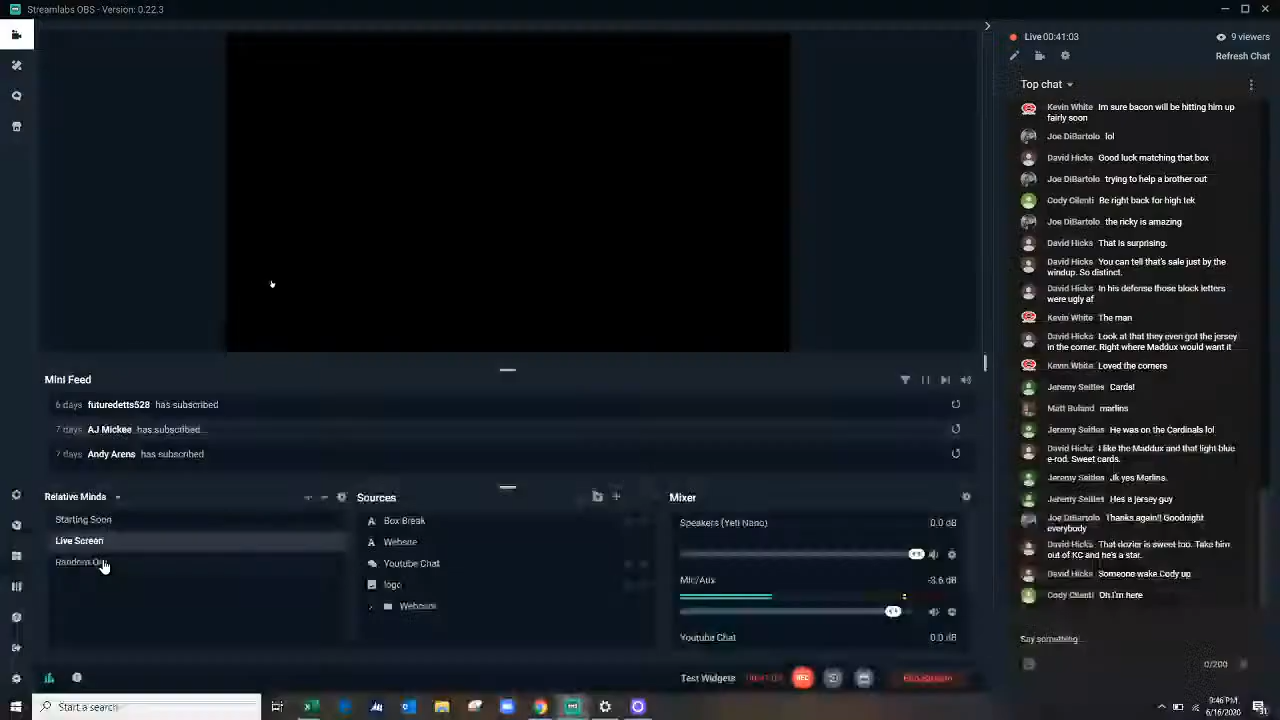 Streamlabs OBS - Version: 0.22.3
Live 00:41:03
9 viewers
Refresh Chat
Top chat
Kevin White Im sure bacon will be hitting him up
fairly soon
Joe DiBartolo lol
David Hicks Good luck matching that box
Joe DiBartolo trying to help a brother out
Cody Cilenti Be right back for high tek
Joe DiBartolo the ricky is amazing
David Hicks That is surprising.
David Hicks You can tell that's sale just by the
windup. So distinct.
David Hicks In his defense those block letters
were ugly af
Kevin White The man
David Hicks Look at that they even got the jersey
in the corner. Right where Maddux would want it
Kevin White Loved the corners
Jeremy Seitles Cards!
Matt Buland marlins
Jeremy Seitles He was on the Cardinals lol
David Hicks I like the Maddux and that light blue
e-rod. Sweet cards.
Jeremy Seitles Jk yes Marlins.
Jeremy Seitles Hes a jersey guy
Joe DiBartolo Thanks again!! Goodnight
everybody
David Hicks That dozier is sweet too. Take him
out of KC and he's a star.
David Hicks Someone wake Cody up
Cody Cilenti Oh I'm here
Say something...
0/200
Mini Feed
6 days futuredetts528 has subscribed
7 days AJ Mickee has subscribed
7 days Andy Arens has subscribed
Relative Minds
Starting Soon
Live Screen
Sources
Box Break
Website
Youtube Chat
logo
Webcam
Mixer
Speakers (Yeti Nano) 0.0 dB
Mic/Aux -3.6 dB
Youtube Chat 0.0 dB
Test Widgets
REC
End Stream
Start a search
9:46 PM
6/16/2020